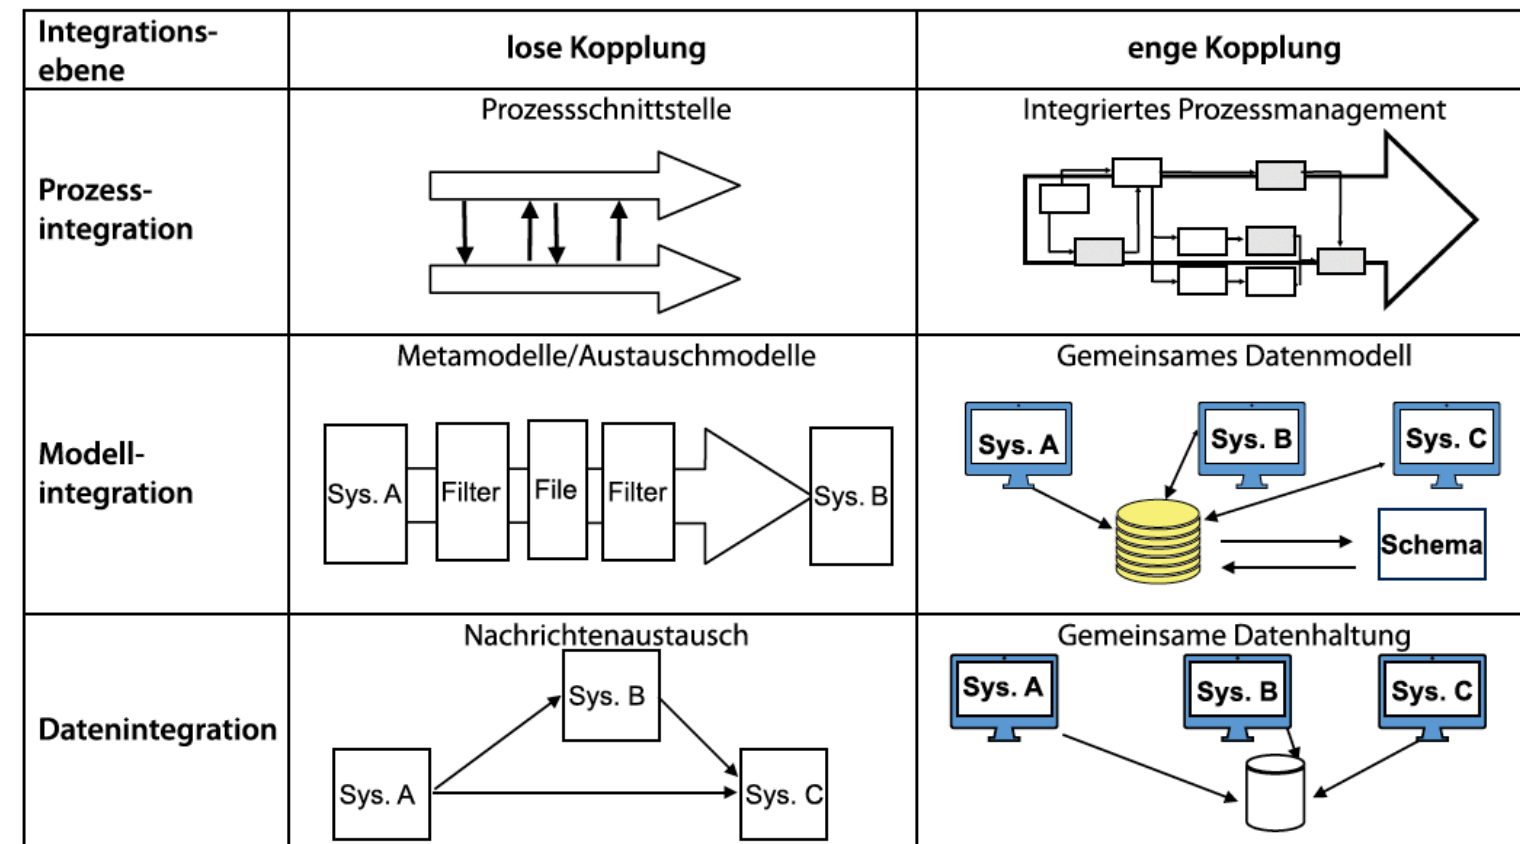 Integrations-
ebene
lose Kopplung
enge Kopplung
Prozess-
integration
Prozessschnittstelle
Integriertes Prozessmanagement
Modell-
integration
Metamodelle/Austauschmodelle
Sys. A
Filter
File
Filter
Sys. B
Gemeinsames Datenmodell
Sys. A
Sys. B
Sys. C
Schema
Datenintegration
Nachrichtenaustausch
Sys. B
Sys. A
Sys. C
Gemeinsame Datenhaltung
Sys. A
Sys. B
Sys. C